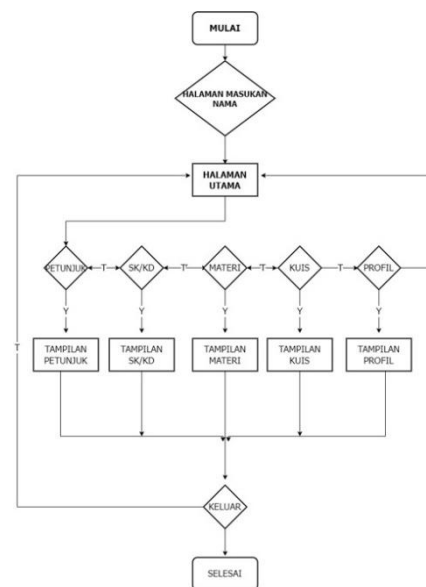 MULAI
HALAMAN MASUKAN
NAMA
HALAMAN
UTAMA
PETUNJUK
T
SK/KD
T
MATERI
T
KUIS
T
PROFIL
Y
Y
Y
Y
Y
T
TAMPILAN
PETUNJUK
TAMPILAN
SK/KD
TAMPILAN
MATERI
TAMPILAN
KUIS
TAMPILAN
PROFIL
KELUAR
SELESAI